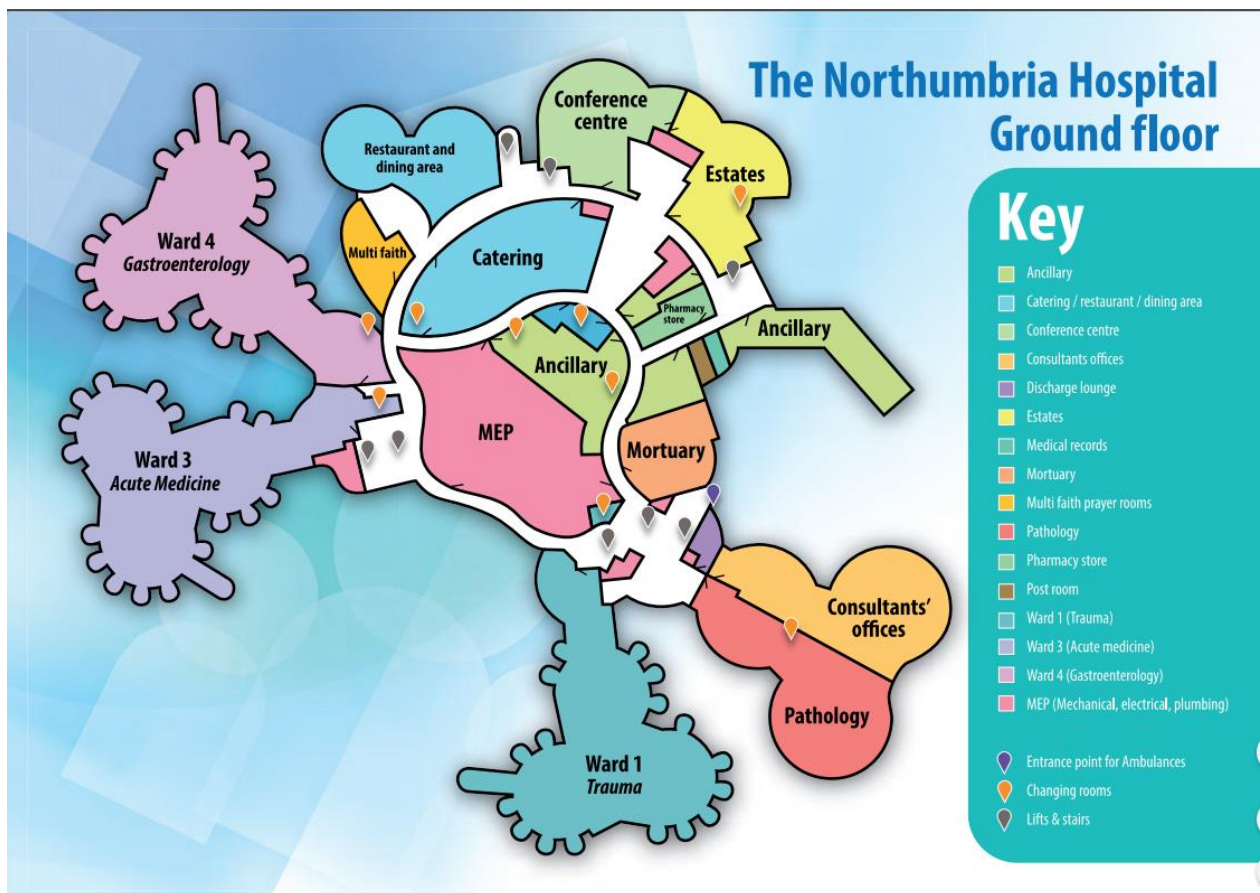 The Northumbria Hospital
Ground floor
Conference
centre
Restaurant and
dining area
Estates
Ward 4
Gastroenterology
Multi faith
Catering
Pharmacy
store
Ancillary
Ancillary
MEP
Mortuary
Ward 3
Acute Medicine
Consultants'
offices
Pathology
Ward 1
Trauma
Key
Ancillary
Catering / restaurant / dining area
Conference centre
Consultants offices
Discharge lounge
Estates
Medical records
Mortuary
Multi faith prayer rooms
Pathology
Pharmacy store
Post room
Ward 1 (Trauma)
Ward 3 (Acute medicine)
Ward 4 (Gastroenterology)
MEP (Mechanical, electrical, plumbing)
Entrance point for Ambulances
Changing rooms
Lifts & stairs